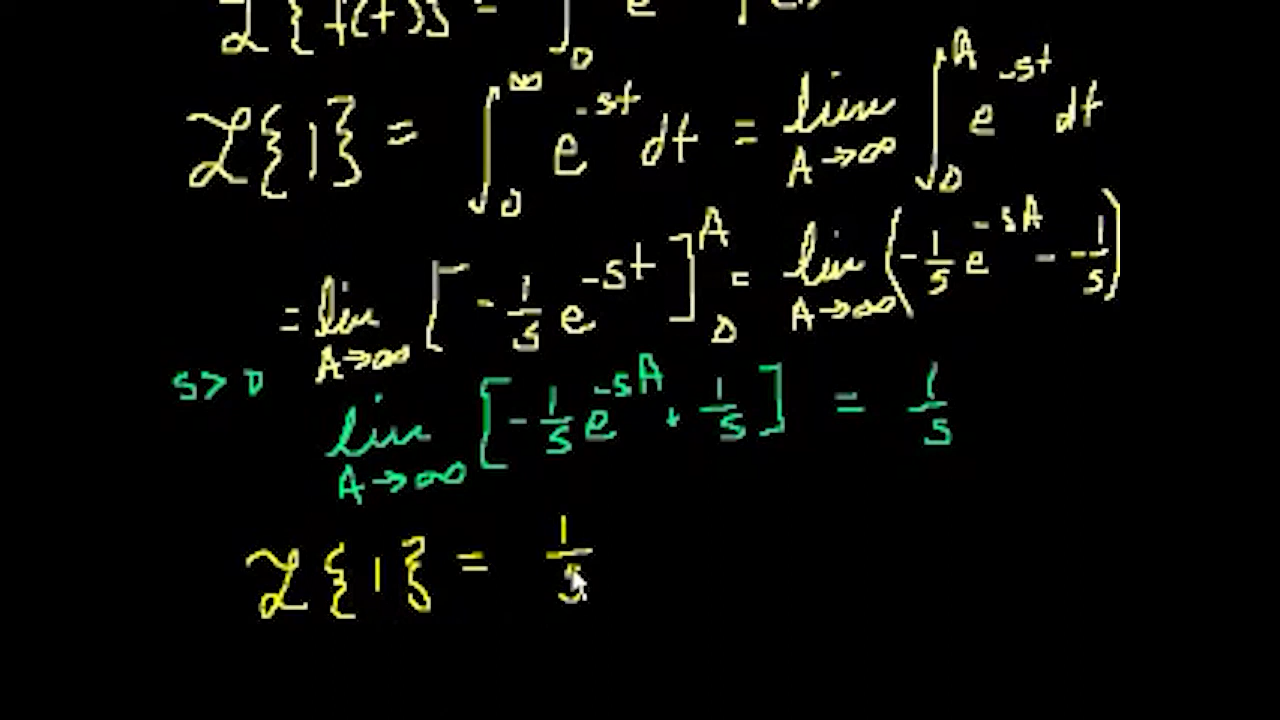 ℒ{f(t)} = ∫₀ e
ℒ{1} = ∫₀^∞ e^{-st} dt = lim_{A→∞} ∫₀^A e^{-st} dt
= lim_{A→∞} [-1/s e^{-st}]₀^A = lim_{A→∞} (-1/s e^{-sA} - -1/s)
s > 0 lim_{A→∞} [-1/s e^{-sA} + 1/s] = 1/s
ℒ{1} = 1/s